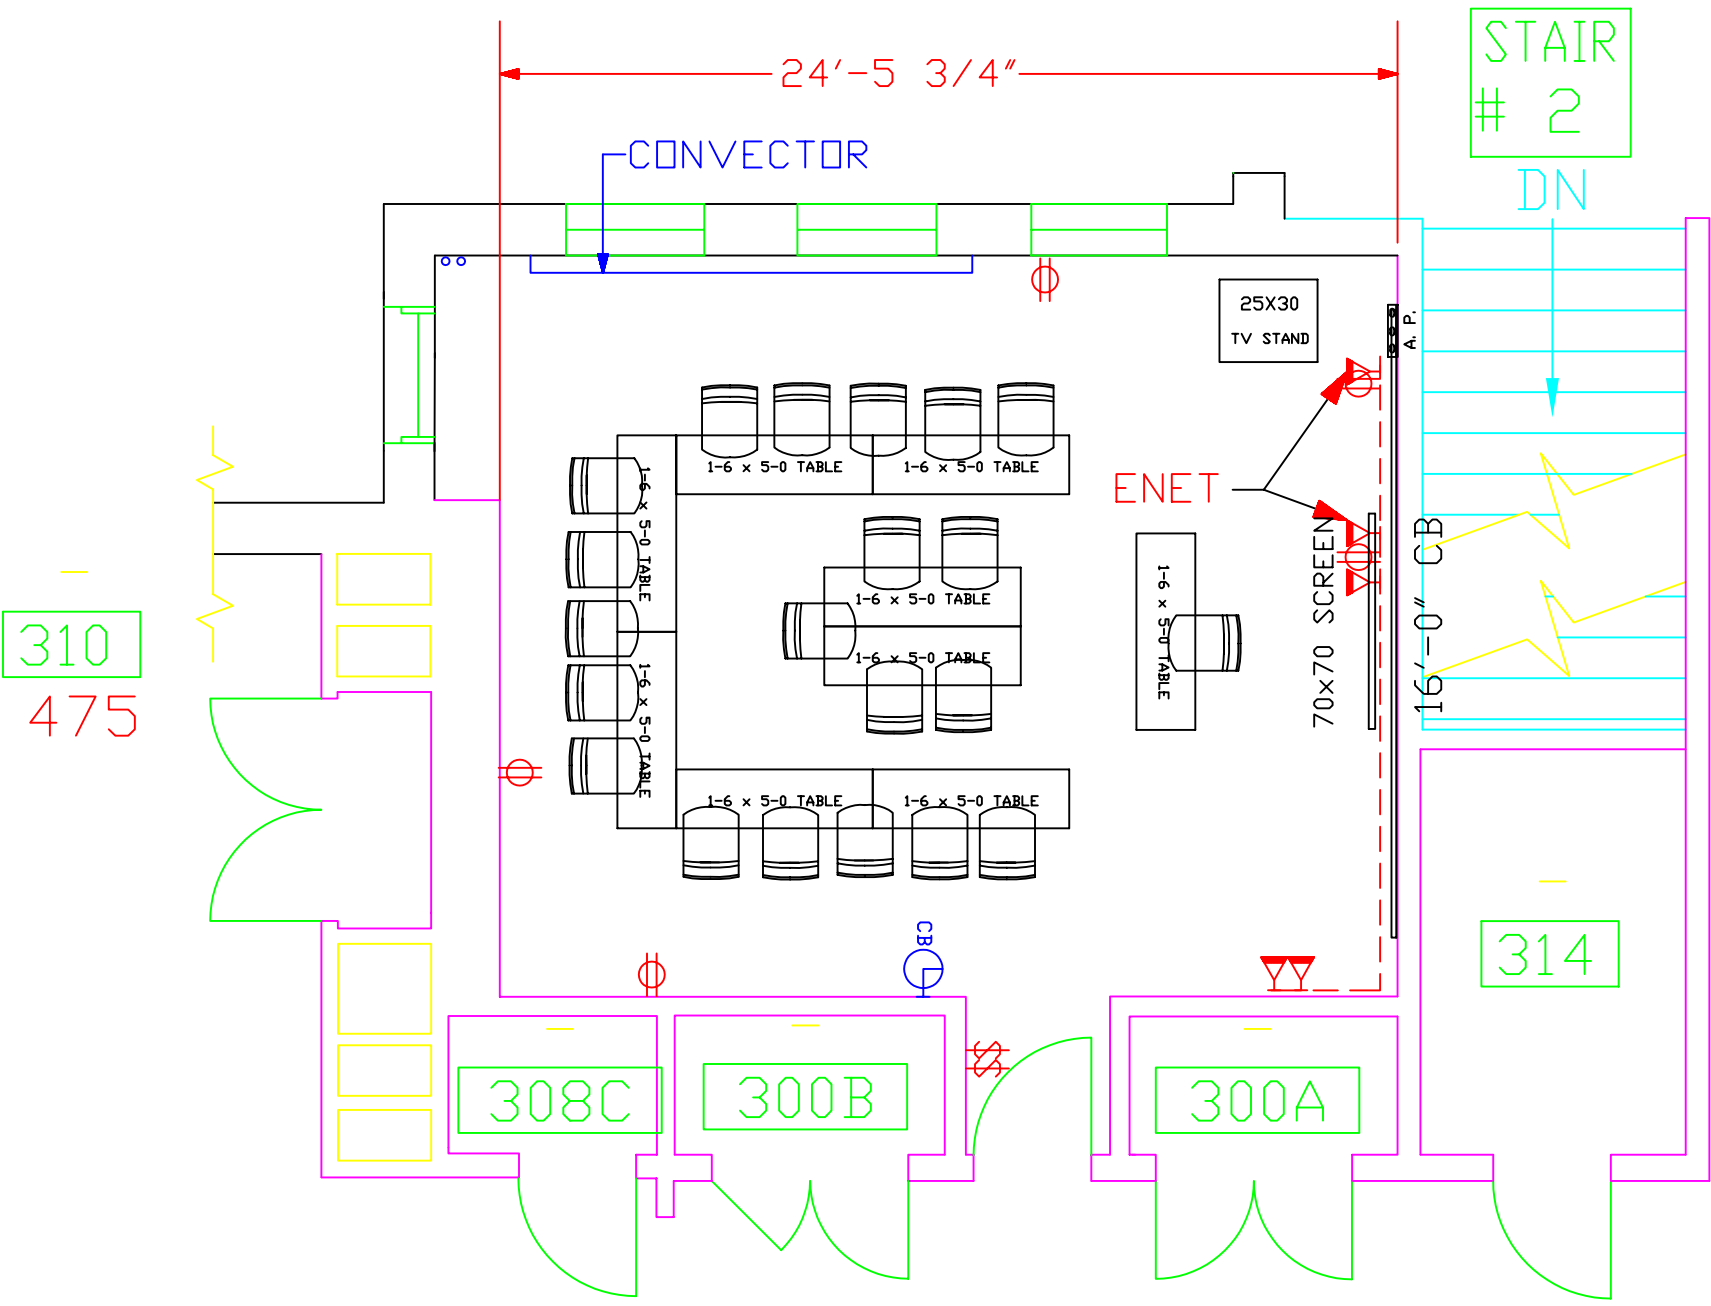 STAIR
# 2
24'-5 3/4"
CONVECTOR
DN
25X30
TV STAND
A.P.
1-6 x 5-0 TABLE
1-6 x 5-0 TABLE
1-6 x 5-0 TABLE
ENET
1-6 x 5-0 TABLE
1-6 x 5-0 TABLE
1-6 x 5-0 TABLE
70x70 SCREEN
16'-0" CB
310
475
1-6 x 5-0 TABLE
1-6 x 5-0 TABLE
1-6 x 5-0 TABLE
CB
314
308C
300B
$$
300A